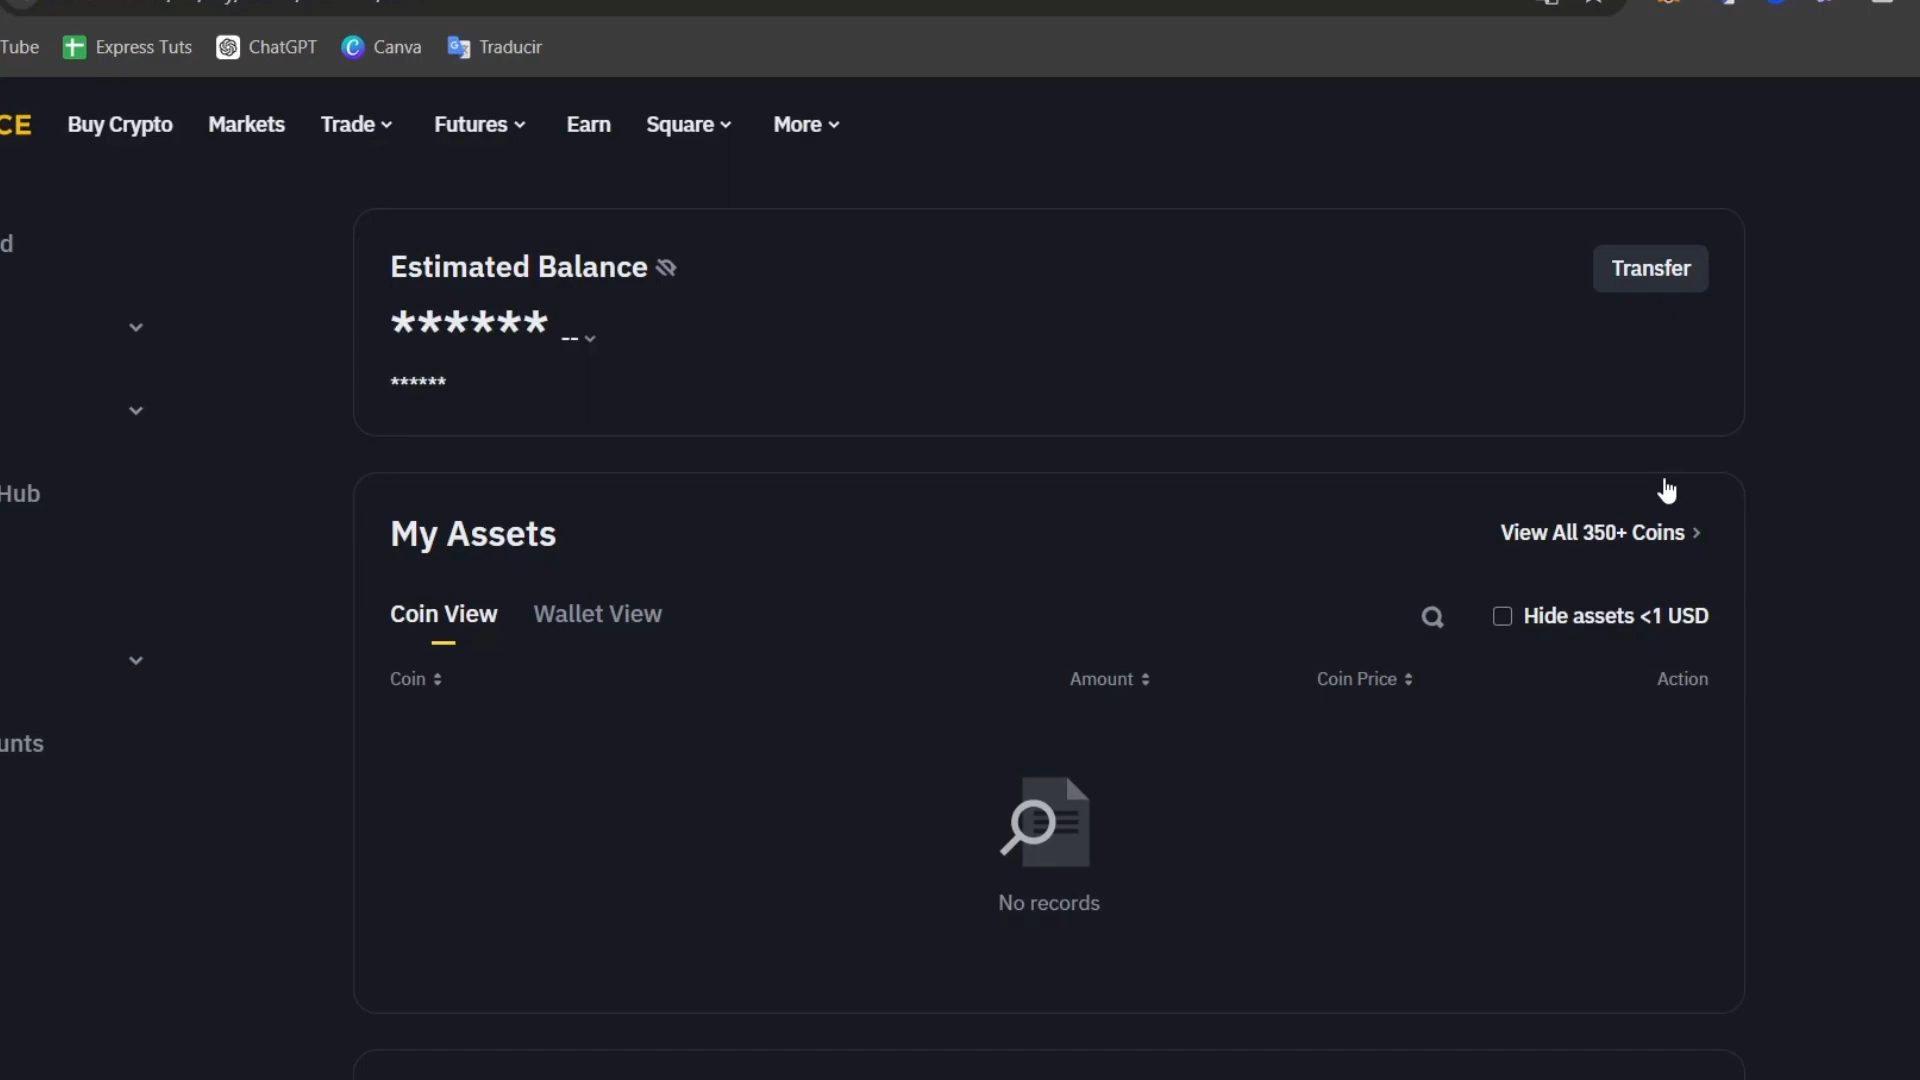 Tube Express Tuts ChatGPT Canva Traducir
CE Buy Crypto Markets Trade Futures Earn Square More
d
Estimated Balance
Transfer
****** --
******
Hub
My Assets
View All 350+ Coins >
Coin View Wallet View
Hide assets <1 USD
Coin Amount Coin Price Action
unts
No records